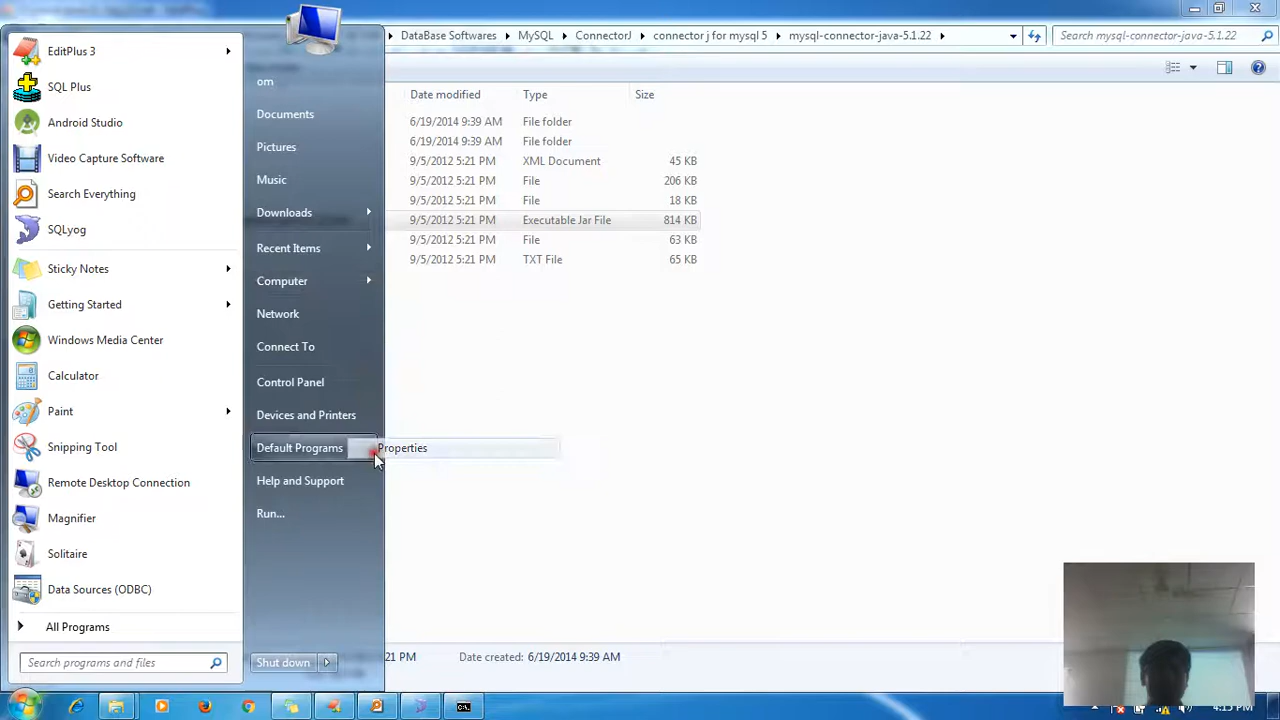 DataBase Softwares
MySQL
ConnectorJ
connector j for mysql 5
mysql-connector-java-5.1.22
Search mysql-connector-java-5.1.22
EditPlus 3
SQL Plus
Android Studio
Video Capture Software
Search Everything
SQLyog
Sticky Notes
Getting Started
Windows Media Center
Calculator
Paint
Snipping Tool
Remote Desktop Connection
Magnifier
Solitaire
Data Sources (ODBC)
All Programs
Search programs and files
om
Documents
Pictures
Music
Downloads
Recent Items
Computer
Network
Connect To
Control Panel
Devices and Printers
Default Programs
Properties
Help and Support
Run...
Shut down
Date modified Type Size
6/19/2014 9:39 AM File folder
6/19/2014 9:39 AM File folder
9/5/2012 5:21 PM XML Document 45 KB
9/5/2012 5:21 PM File 206 KB
9/5/2012 5:21 PM File 18 KB
9/5/2012 5:21 PM Executable Jar File 814 KB
9/5/2012 5:21 PM File 63 KB
9/5/2012 5:21 PM TXT File 65 KB
21 PM Date created: 6/19/2014 9:39 AM
4:15 PM